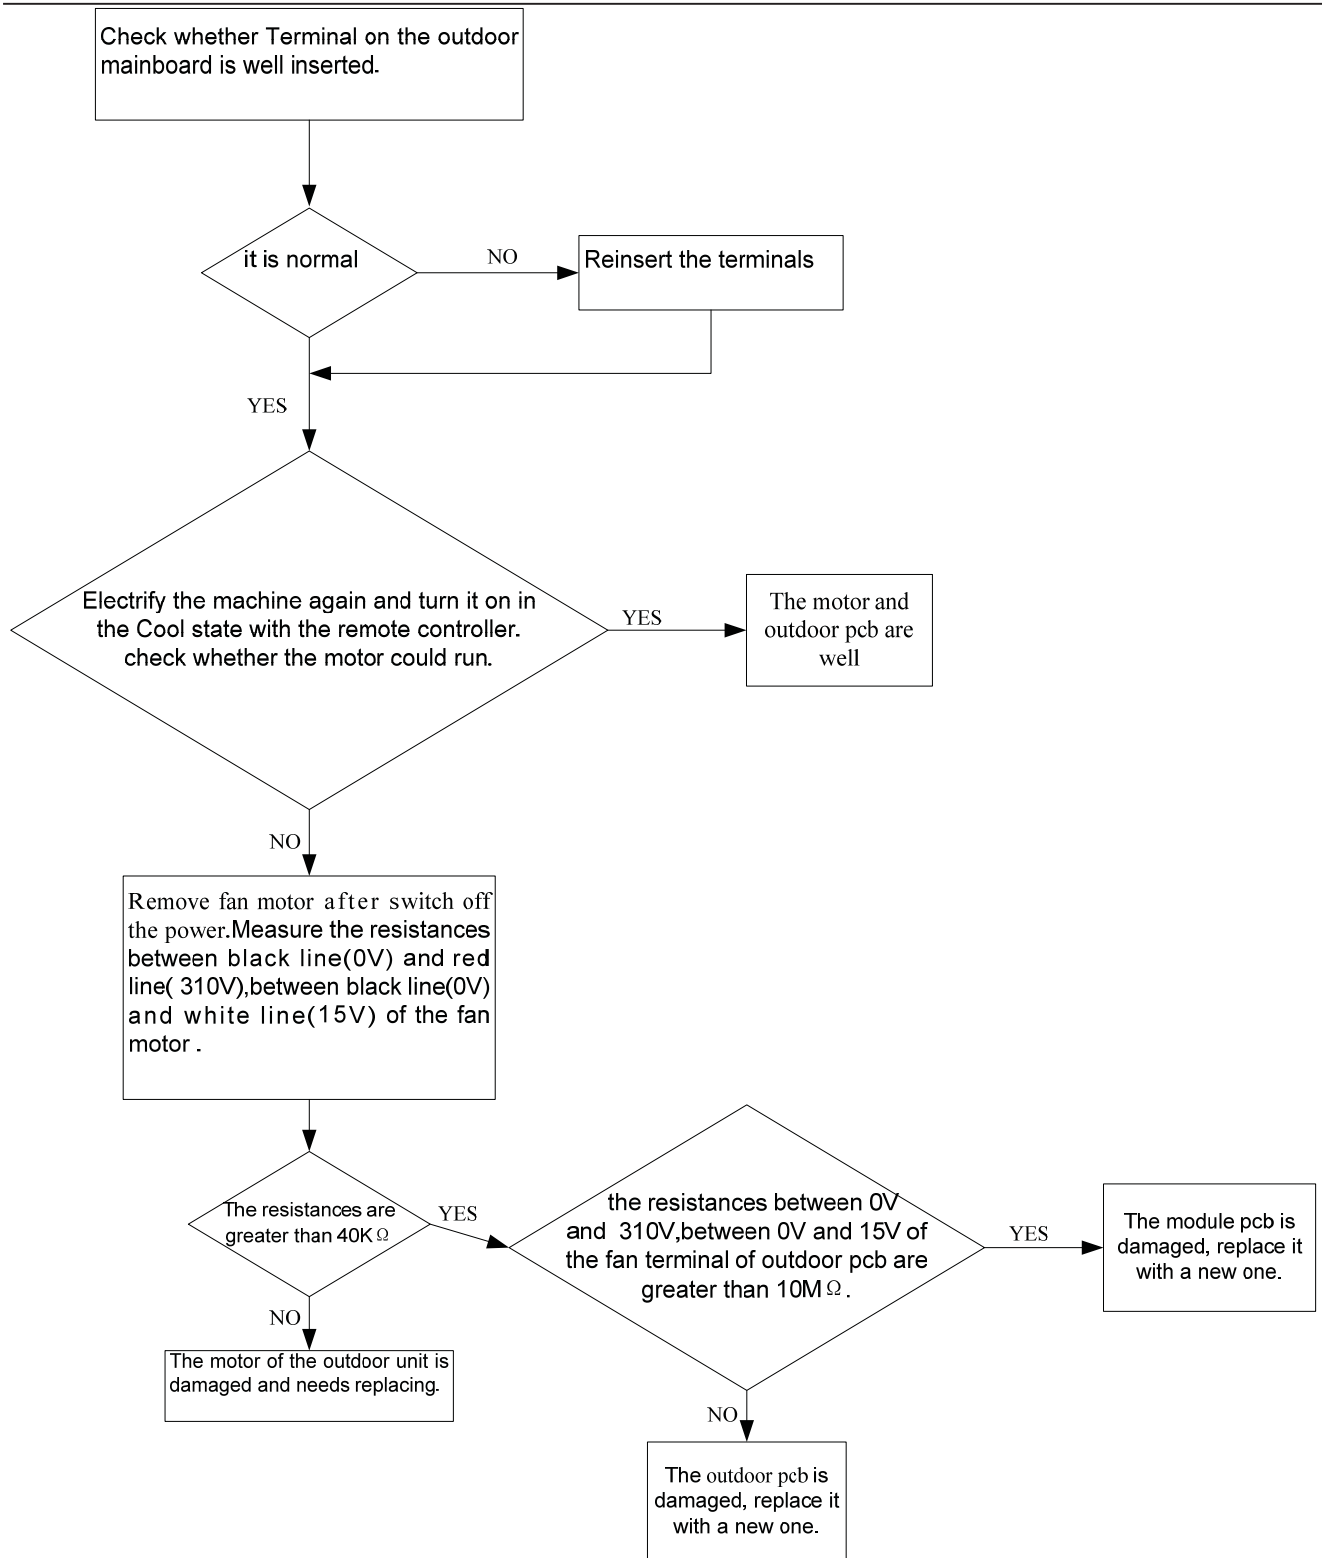 Check whether Terminal on the outdoor
mainboard is well inserted.
it is normal
NO
Reinsert the terminals
YES
Electrify the machine again and turn it on in
the Cool state with the remote controller.
check whether the motor could run.
YES
The motor and
outdoor pcb are
well
NO
Remove fan motor after switch off
the power.Measure the resistances
between black line(0V) and red
line( 310V),between black line(0V)
and white line(15V) of the fan
motor .
The resistances are
greater than 40KΩ
YES
the resistances between 0V
and 310V,between 0V and 15V of
the fan terminal of outdoor pcb are
greater than 10MΩ.
YES
The module pcb is
damaged, replace it
with a new one.
NO
The motor of the outdoor unit is
damaged and needs replacing.
NO
The outdoor pcb is
damaged, replace it
with a new one.